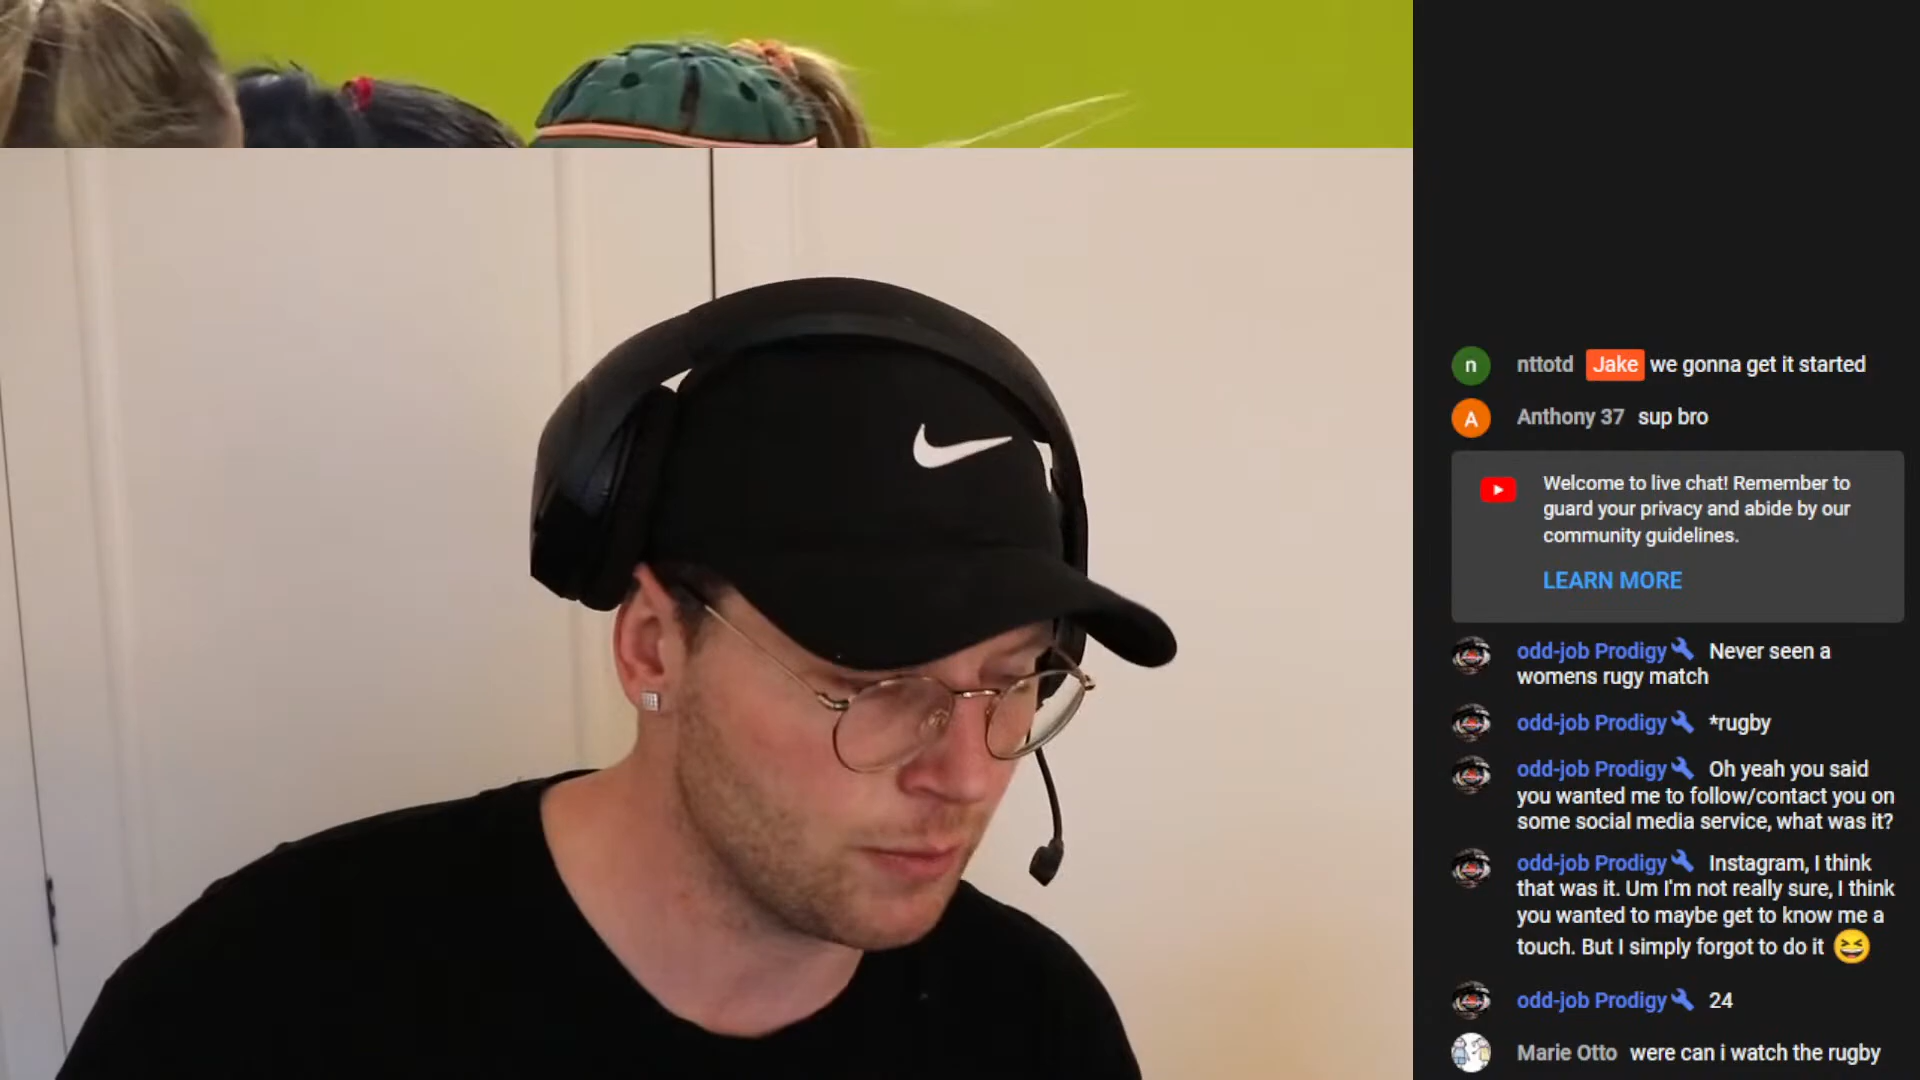 n
nttotd Jake we gonna get it started
A
Anthony 37 sup bro
Welcome to live chat! Remember to
guard your privacy and abide by our
community guidelines.
LEARN MORE
odd-job Prodigy Never seen a
womens rugy match
odd-job Prodigy *rugby
odd-job Prodigy Oh yeah you said
you wanted me to follow/contact you on
some social media service, what was it?
odd-job Prodigy Instagram, I think
that was it. Um I'm not really sure, I think
you wanted to maybe get to know me a
touch. But I simply forgot to do it 😆
odd-job Prodigy 24
Marie Otto were can i watch the rugby